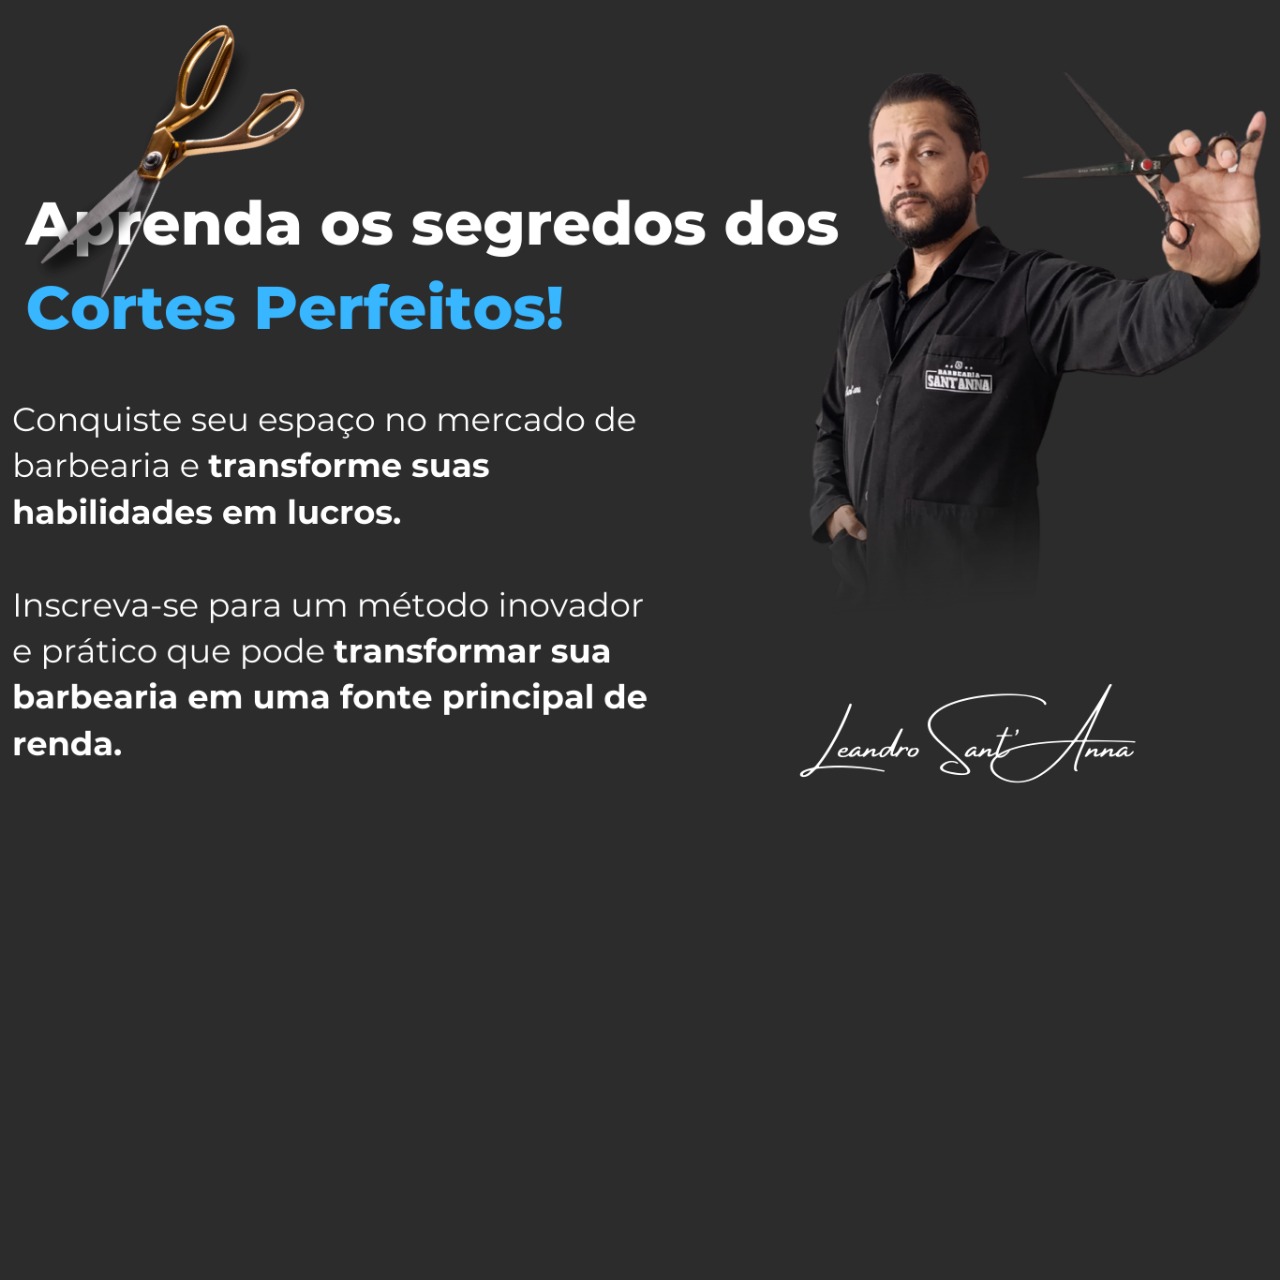 Aprenda os segredos dos
Cortes Perfeitos!
Conquiste seu espaço no mercado de
barbearia e transforme suas
habilidades em lucros.
Inscreva-se para um método inovador
e prático que pode transformar sua
barbearia em uma fonte principal de
renda.
BARBEARIA
SANT'ANNA
Leandro Sant'Anna